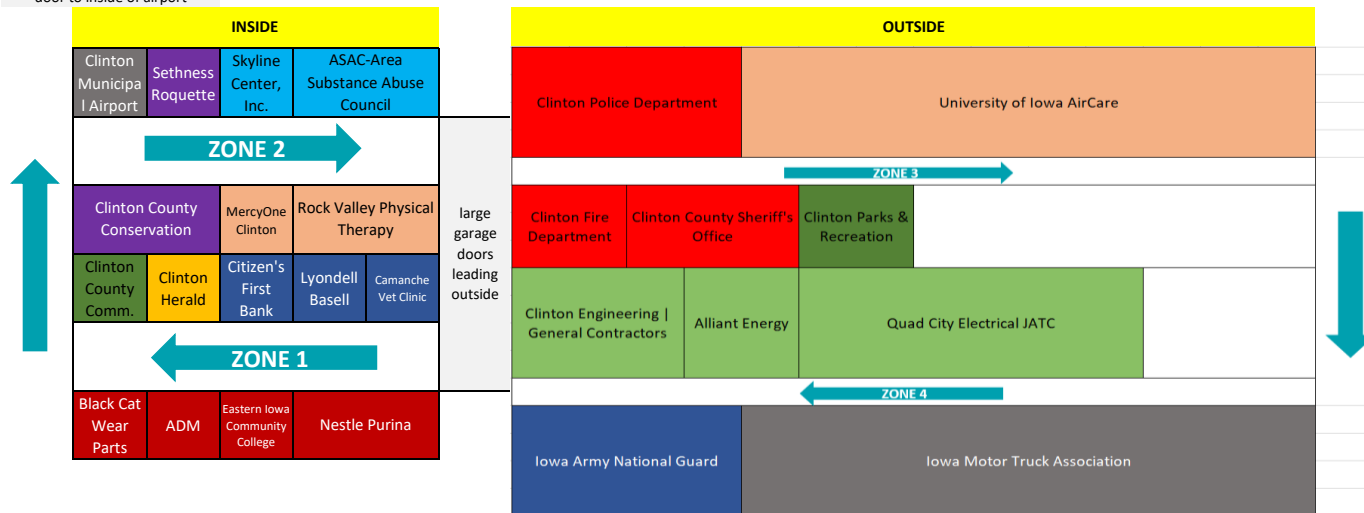 door to inside of airport
INSIDE
OUTSIDE
Clinton
Municipa
l Airport
Sethness
Roquette
Skyline
Center,
Inc.
ASAC-Area
Substance Abuse
Council
Clinton Police Department
University of Iowa AirCare
ZONE 2
ZONE 3
Clinton County
Conservation
MercyOne
Clinton
Rock Valley Physical
Therapy
large
garage
doors
leading
outside
Clinton Fire
Department
Clinton County Sheriff's
Office
Clinton Parks &
Recreation
Clinton
County
Comm.
Clinton
Herald
Citizen's
First
Bank
Lyondell
Basell
Camanche
Vet Clinic
Clinton Engineering |
General Contractors
Alliant Energy
Quad City Electrical JATC
ZONE 1
ZONE 4
Black Cat
Wear
Parts
ADM
Eastern Iowa
Community
College
Nestle Purina
Iowa Army National Guard
Iowa Motor Truck Association